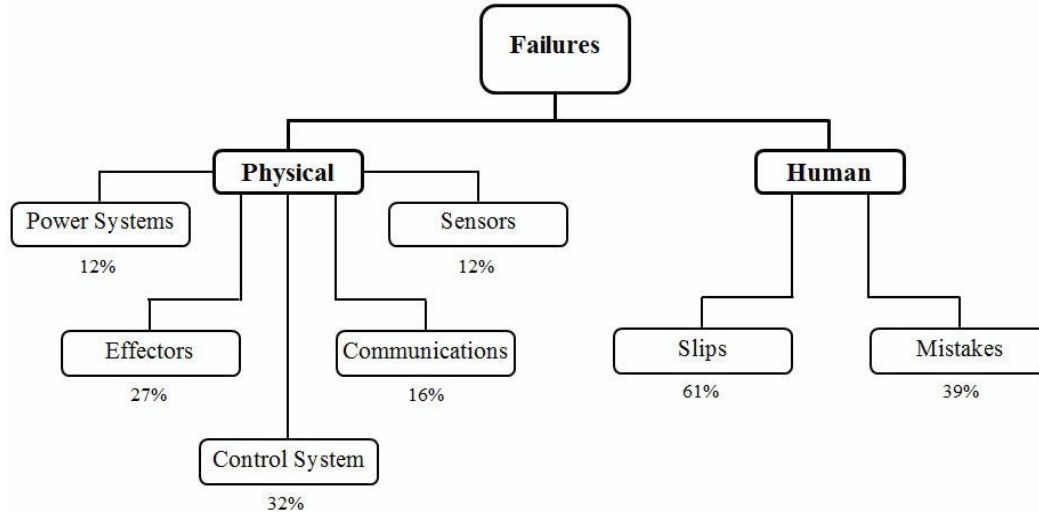 Failures
Physical
Human
Power Systems
12%
Sensors
12%
Effectors
27%
Communications
16%
Slips
61%
Mistakes
39%
Control System
32%